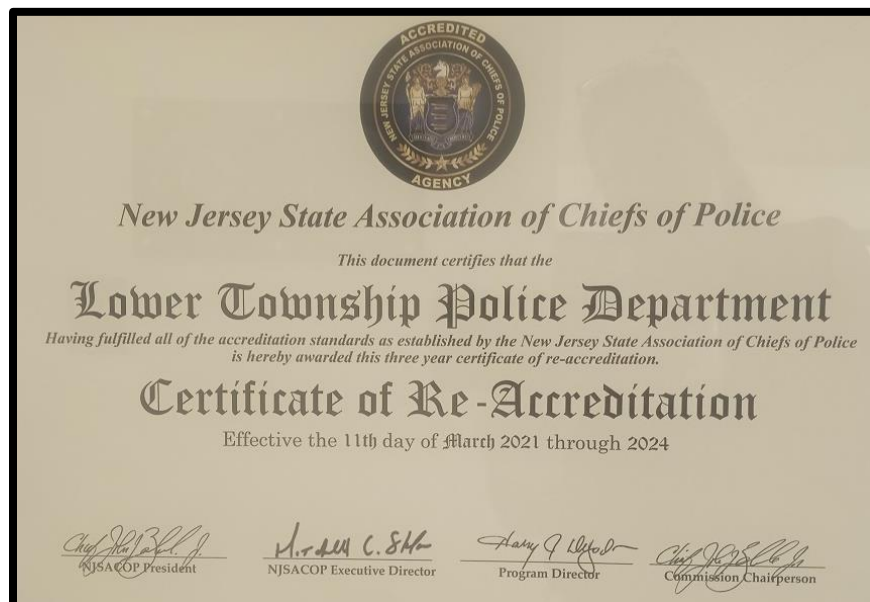 ACCREDITED
NEW JERSEY STATE ASSOCIATION OF CHIEFS OF POLICE
AGENCY
New Jersey State Association of Chiefs of Police
This document certifies that the
Lower Township Police Department
Having fulfilled all of the accreditation standards as established by the New Jersey State Association of Chiefs of Police
is hereby awarded this three year certificate of re-accreditation.
Certificate of Re-Accreditation
Effective the 11th day of March 2021 through 2024
NJSACOP President
NJSACOP Executive Director
Program Director
Commission Chairperson